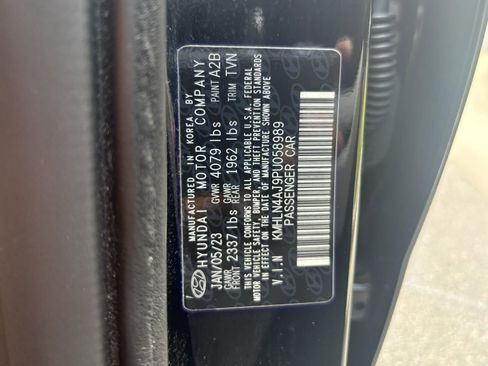 MANUFACTURED IN KOREA BY
HYUNDAI MOTOR COMPANY
JAN/05/23 GVWR 4079 lbs PAINT A2B
GAWR FRONT 2337 lbs GAWR REAR 1962 lbs TRIM TVN
THIS VEHICLE CONFORMS TO ALL APPLICABLE U.S.A. FEDERAL
MOTOR VEHICLE SAFETY, BUMPER, AND THEFT PREVENTION STANDARDS
IN EFFECT ON THE DATE OF MANUFACTURE SHOWN ABOVE.
V.I.N KMHLN4AJ9PU058989
PASSENGER CAR